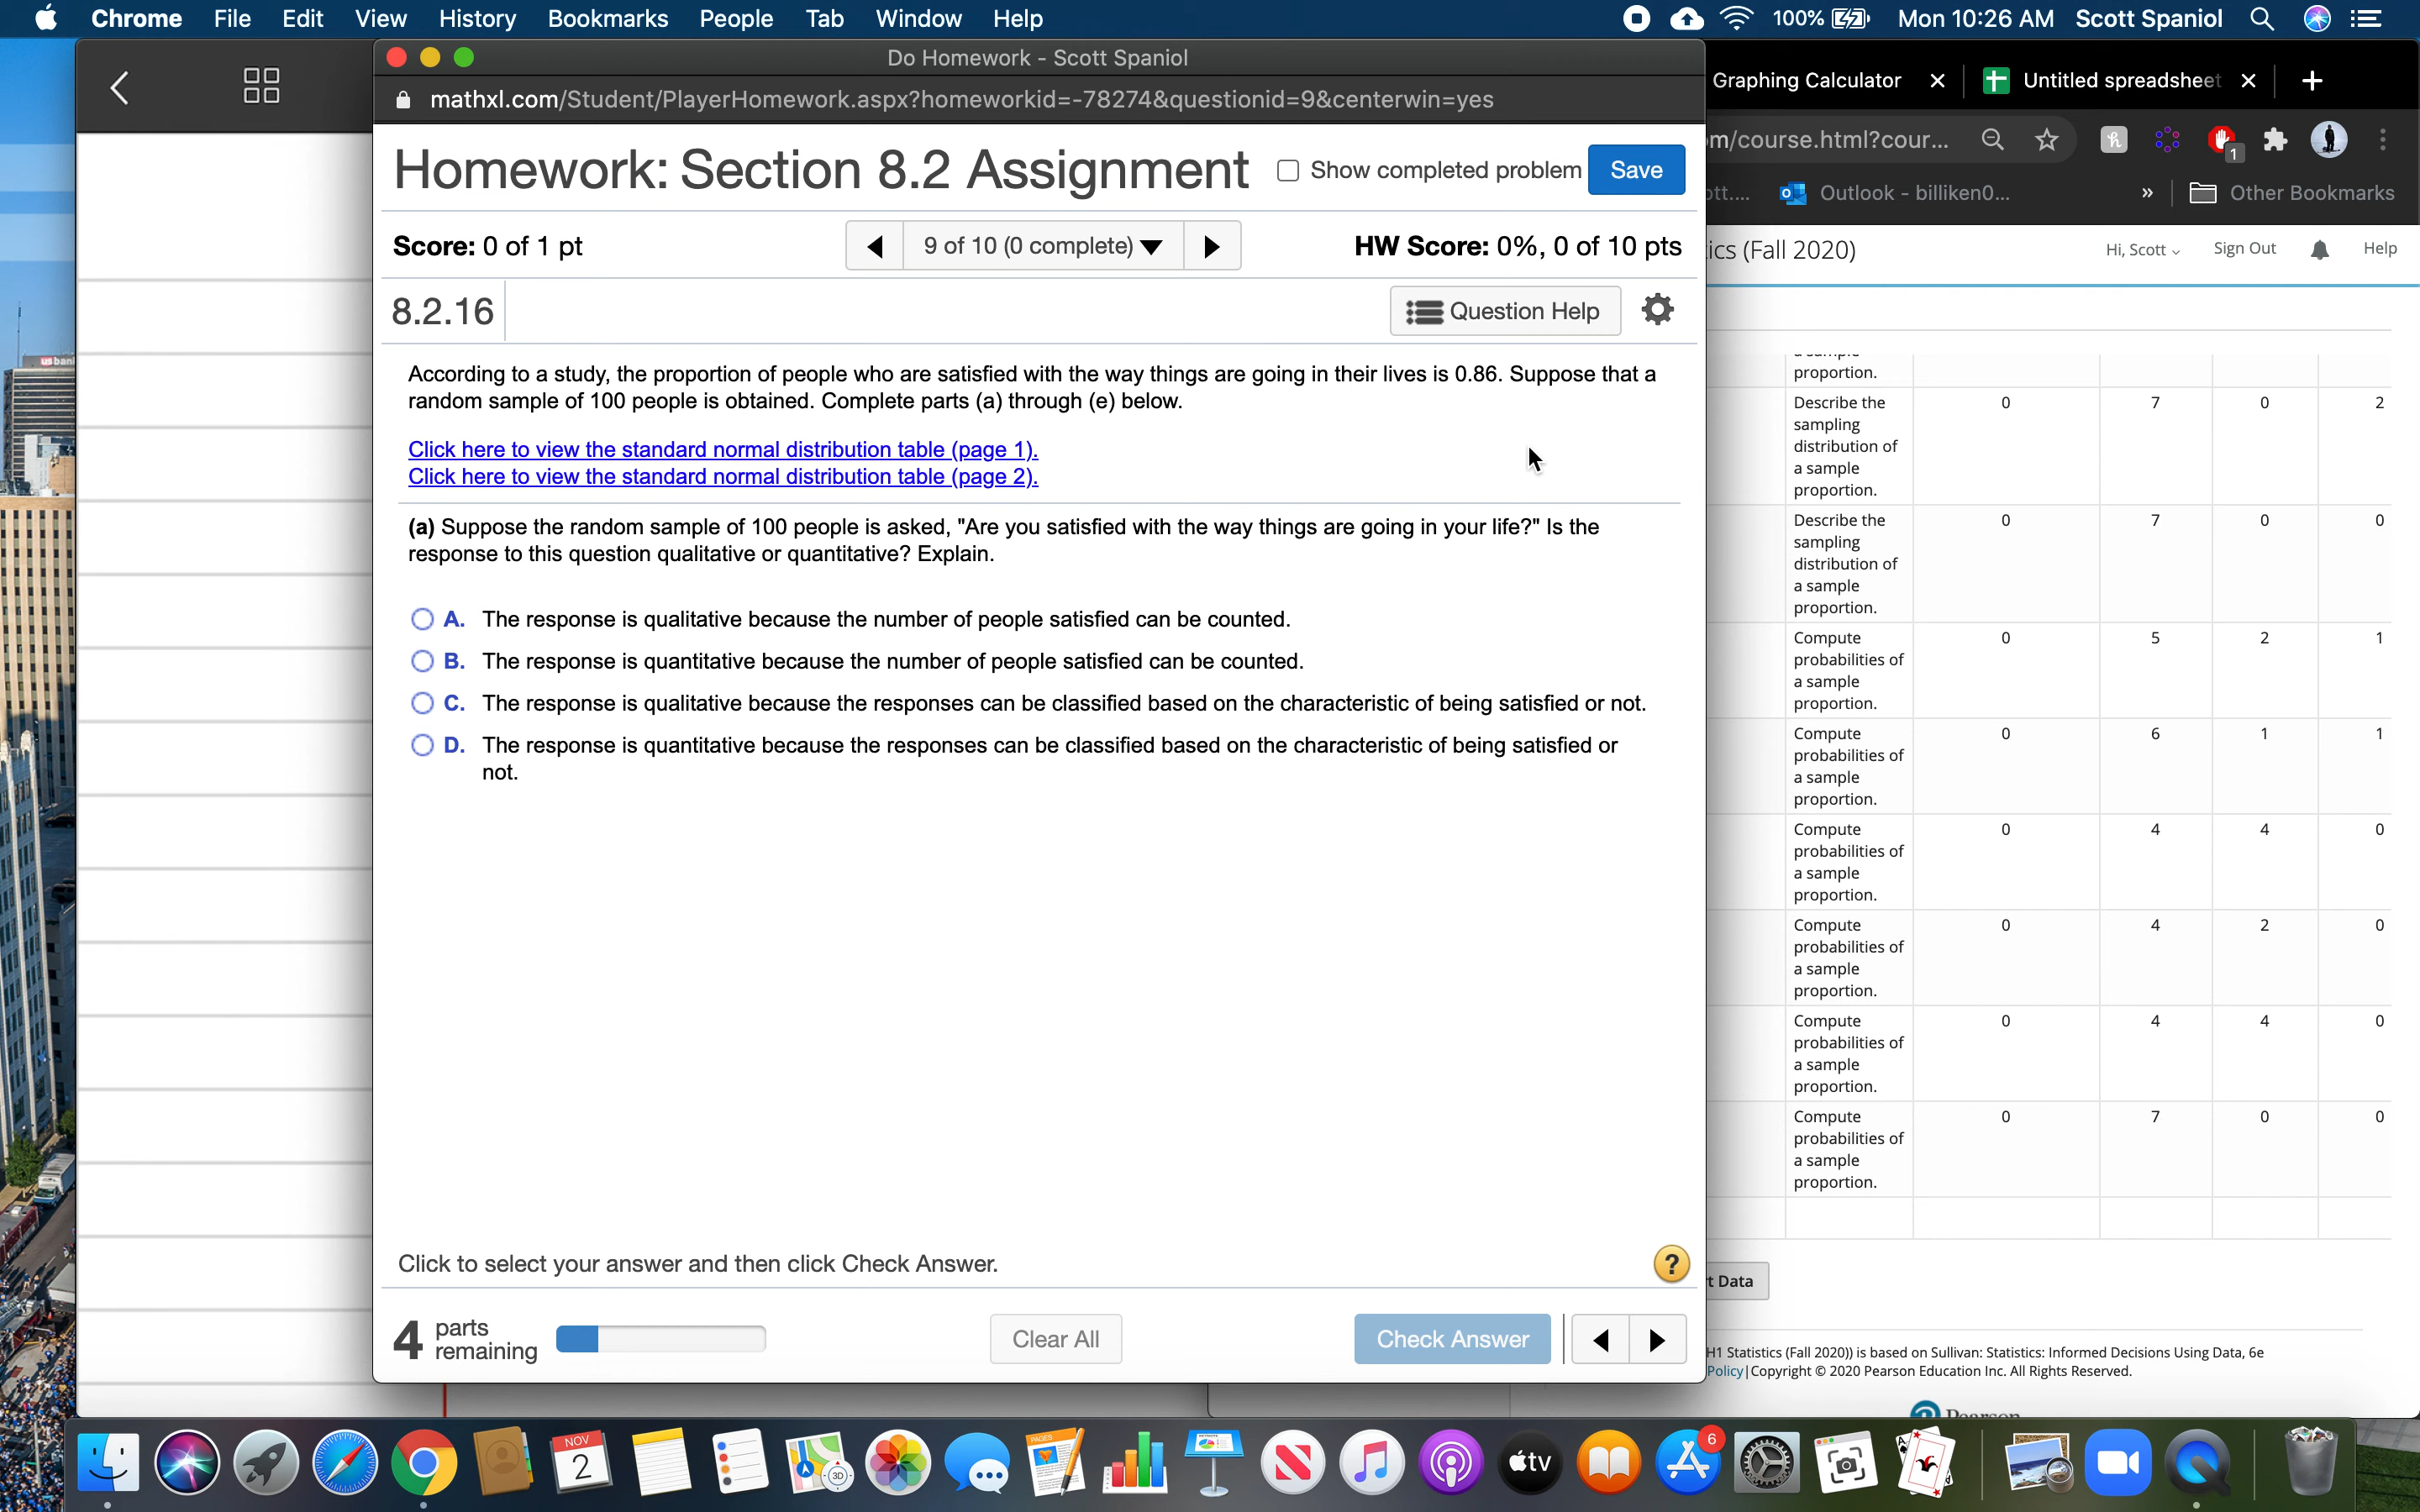 Chrome File Edit View History Bookmarks People Tab Window Help
100% Mon 10:26 AM Scott Spaniol
Do Homework - Scott Spaniol
mathxl.com/Student/PlayerHomework.aspx?homeworkid=-78274&questionid=9&centerwin=yes
Homework: Section 8.2 Assignment
Show completed problem
Save
Score: 0 of 1 pt
9 of 10 (0 complete)
HW Score: 0%, 0 of 10 pts
8.2.16
Question Help
According to a study, the proportion of people who are satisfied with the way things are going in their lives is 0.86. Suppose that a
random sample of 100 people is obtained. Complete parts (a) through (e) below.
Click here to view the standard normal distribution table (page 1).
Click here to view the standard normal distribution table (page 2).
(a) Suppose the random sample of 100 people is asked, "Are you satisfied with the way things are going in your life?" Is the
response to this question qualitative or quantitative? Explain.
A. The response is qualitative because the number of people satisfied can be counted.
B. The response is quantitative because the number of people satisfied can be counted.
C. The response is qualitative because the responses can be classified based on the characteristic of being satisfied or not.
D. The response is quantitative because the responses can be classified based on the characteristic of being satisfied or
not.
Click to select your answer and then click Check Answer.
?
4 parts
remaining
Clear All
Check Answer
Graphing Calculator
Untitled spreadsheet
m/course.html?cour...
1
tt....
Outlook - billiken0...
»
Other Bookmarks
ics (Fall 2020)
Hi, Scott
Sign Out
Help
proportion.
Describe the 0 7 0 2
sampling
distribution of
a sample
proportion.
Describe the 0 7 0 0
sampling
distribution of
a sample
proportion.
Compute 0 5 2 1
probabilities of
a sample
proportion.
Compute 0 6 1 1
probabilities of
a sample
proportion.
Compute 0 4 4 0
probabilities of
a sample
proportion.
Compute 0 4 2 0
probabilities of
a sample
proportion.
Compute 0 4 4 0
probabilities of
a sample
proportion.
Compute 0 7 0 0
probabilities of
a sample
proportion.
t Data
H1 Statistics (Fall 2020)) is based on Sullivan: Statistics: Informed Decisions Using Data, 6e
Policy | Copyright © 2020 Pearson Education Inc. All Rights Reserved.
Pearson
usban
NOV
2
PAGES
3D
tv
6